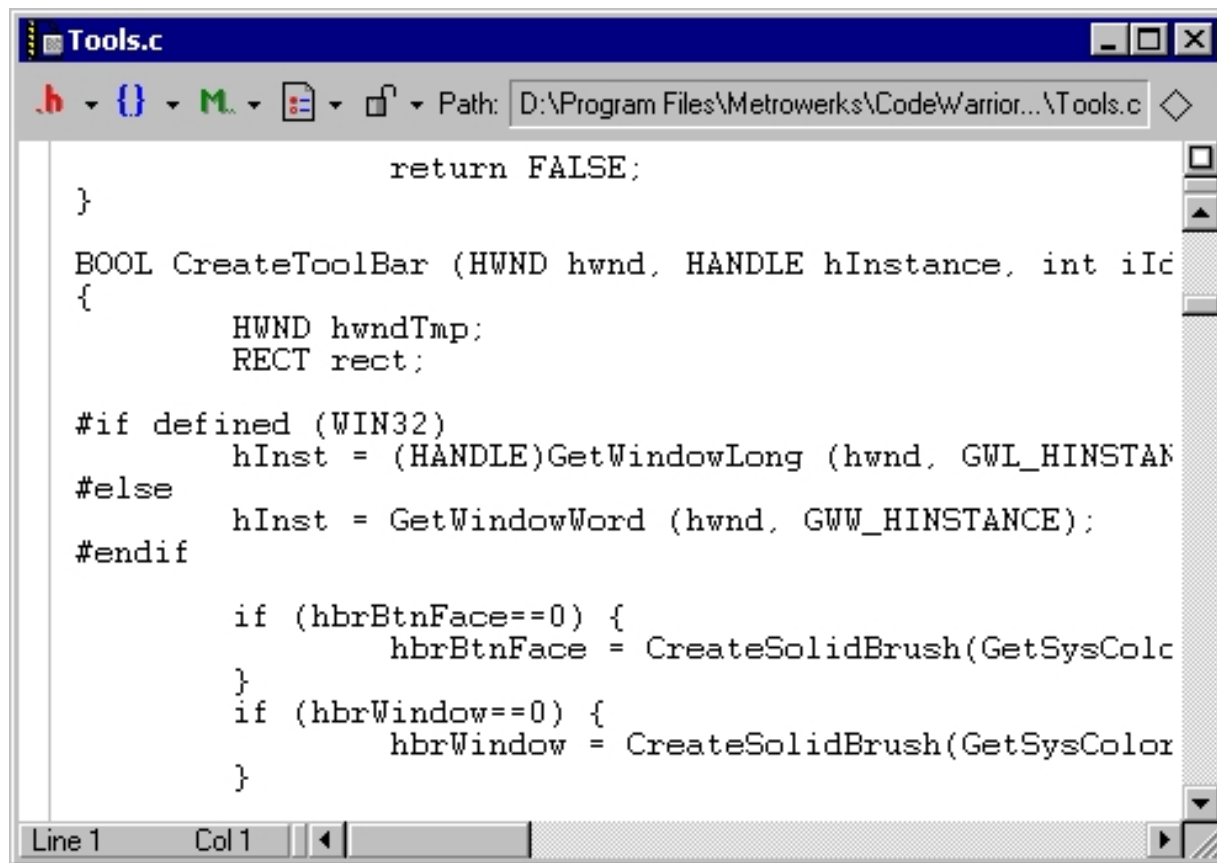 Tools.c
.h {} M.. Path: D:\Program Files\Metrowerks\CodeWarrior...\Tools.c
return FALSE;
}
BOOL CreateToolBar (HWND hwnd, HANDLE hInstance, int iId
{
HWND hwndTmp;
RECT rect;
#if defined (WIN32)
hInst = (HANDLE)GetWindowLong (hwnd, GWL_HINSTAN
#else
hInst = GetWindowWord (hwnd, GWW_HINSTANCE);
#endif
if (hbrBtnFace==0) {
hbrBtnFace = CreateSolidBrush(GetSysColo
}
if (hbrWindow==0) {
hbrWindow = CreateSolidBrush(GetSysColor
}
Line 1 Col 1